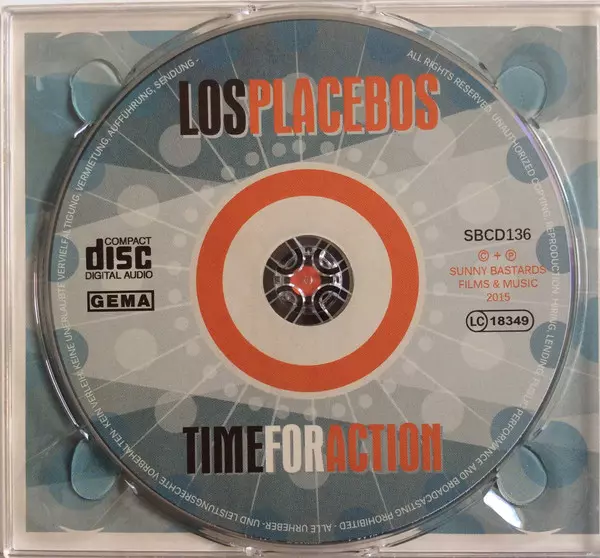 LOSPLACEBOS
ALL RIGHTS RESERVED. UNAUTHORIZED COPYING, REPRODUCTION, HIRING, LENDING, PUBLIC PERFORMANCE AND BROADCASTING PROHIBITED -
ALLE URHEBER- UND LEISTUNGSRECHTE VORBEHALTEN- KEIN VERLEIH- KEINE UNERLAUBTE VERVIELFÄLTIGUNG, VERMIETUNG, AUFFÜHRUNG, SENDUNG -
COMPACT
disc
DIGITAL AUDIO
GEMA
SBCD136
© + ℗
SUNNY BASTARDS
FILMS & MUSIC
2015
LC 18349
TIMEFORACTION